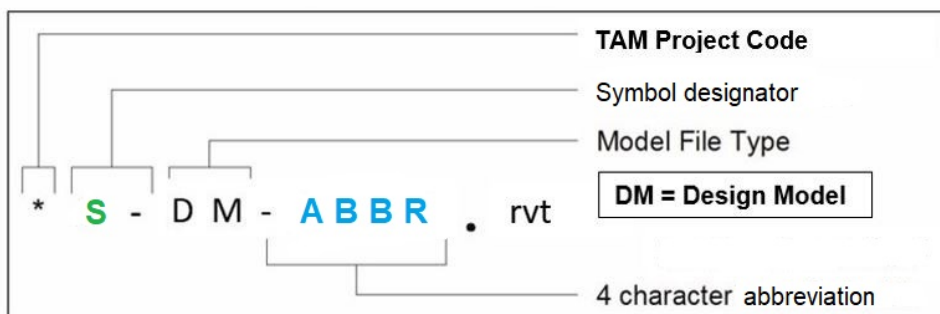 TAM Project Code
Symbol designator
Model File Type
* S - D M - A B B R . rvt
DM = Design Model
4 character abbreviation